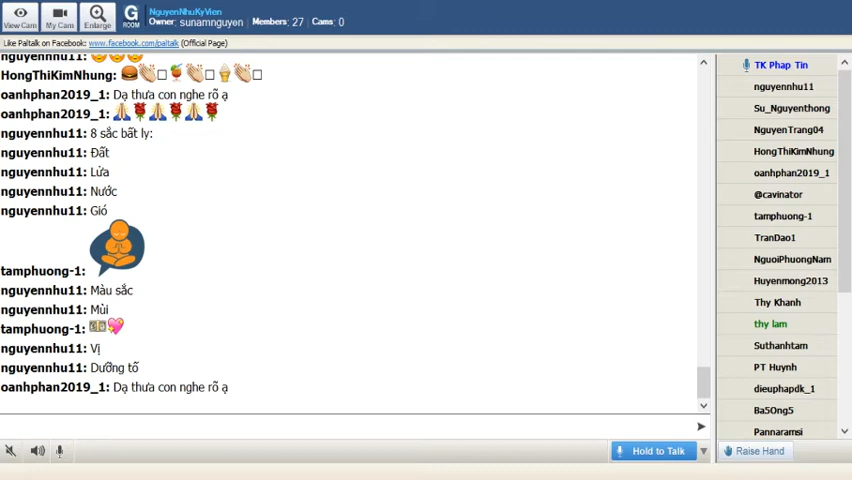 View Cam
My Cam
Enlarge
G
ROOM
NguyenNhuKyVien
Owner: sunamnguyen Members: 27 Cams: 0
Like Paltalk on Facebook: www.facebook.com/paltalk (Official Page)
nguyennhu11:
HongThiKimNhung:
oanhphan2019_1: Dạ thưa con nghe rõ ạ
oanhphan2019_1:
nguyennhu11: 8 sắc bất ly:
nguyennhu11: Đất
nguyennhu11: Lửa
nguyennhu11: Nước
nguyennhu11: Gió
tamphuong-1:
nguyennhu11: Màu sắc
nguyennhu11: Mùi
tamphuong-1:
nguyennhu11: Vị
nguyennhu11: Dưỡng tố
oanhphan2019_1: Dạ thưa con nghe rõ ạ
TK Phap Tin
nguyennhu11
Su_Nguyenthong
NguyenTrang04
HongThiKimNhung
oanhphan2019_1
@cavinator
tamphuong-1
TranDao1
NguoiPhuongNam
Huyenmong2013
Thy Khanh
thy lam
Suthanhtam
PT Huynh
dieuphapdk_1
Ba5Ong5
Pannaramsi
Hold to Talk
Raise Hand